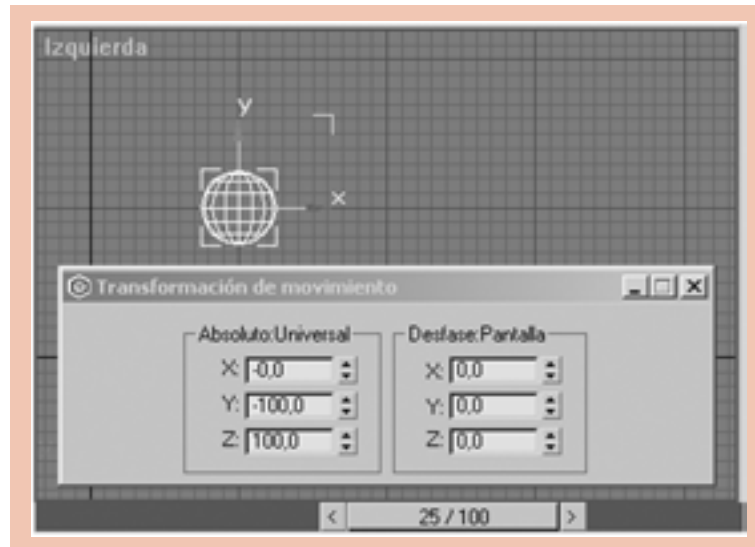 Izquierda
y
x
Transformación de movimiento
Absoluto:Universal
X: -0,0
Y: -100,0
Z: 100,0
Desfase:Pantalla
X: 0,0
Y: 0,0
Z: 0,0
< 25 / 100 >